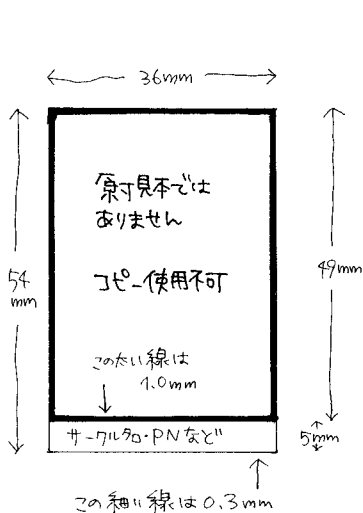 36mm
54
mm
49mm
原寸見本では
ありません
コピー使用不可
この太い線は
1.0mm
サークル名・PNなど
5mm
この細い線は0.3mm